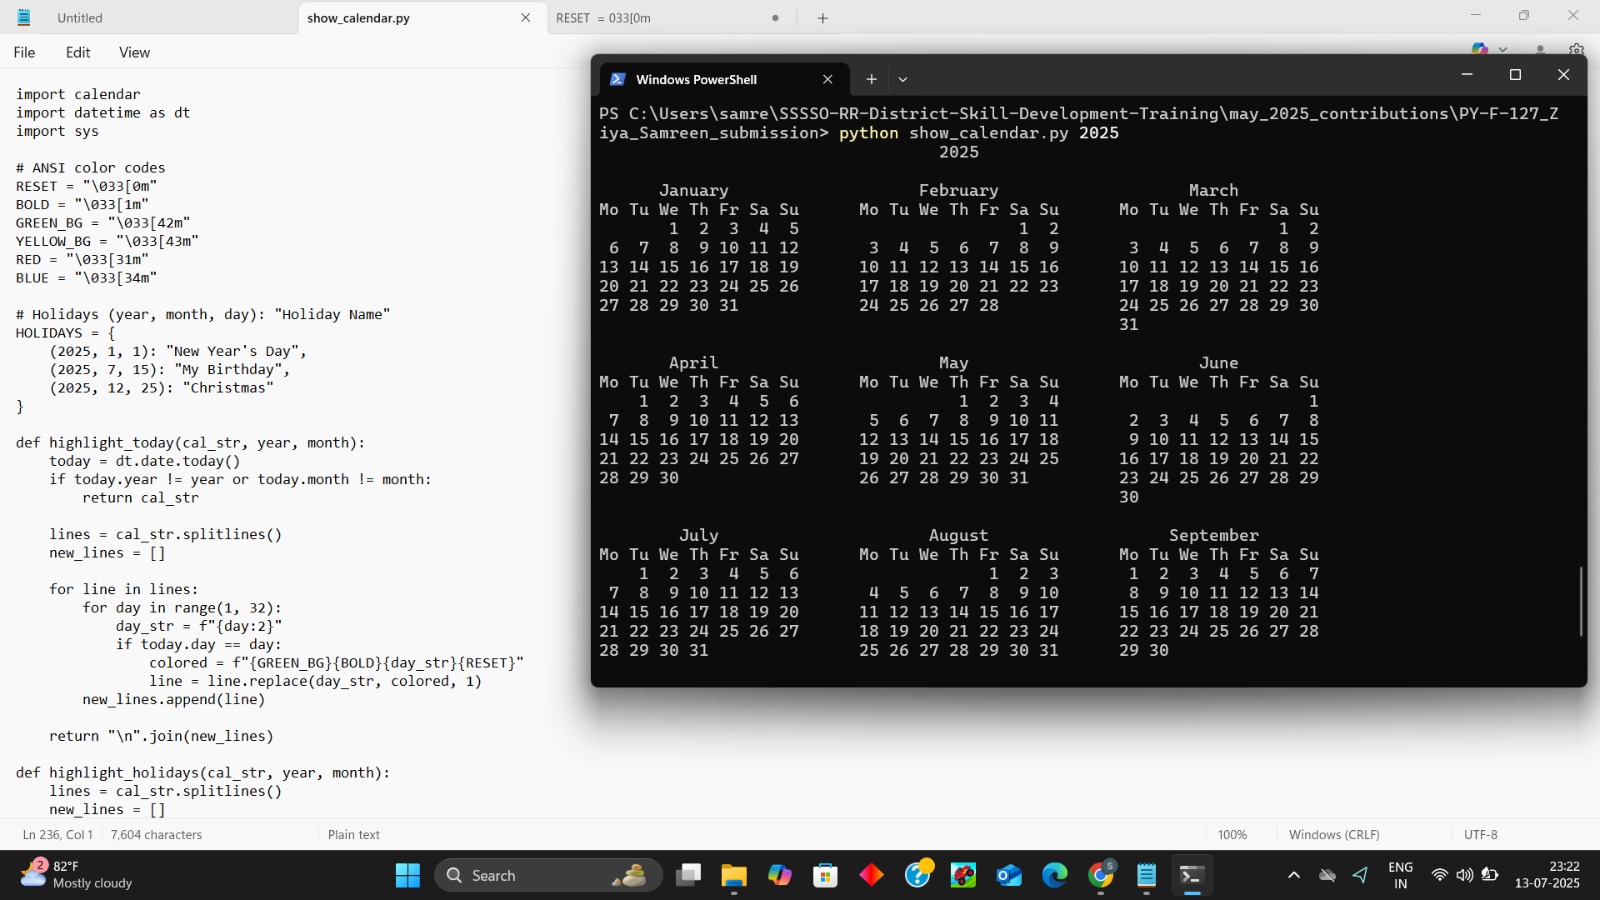 Untitled
show_calendar.py
RESET = 033[0m
File Edit View
import calendar
import datetime as dt
import sys
# ANSI color codes
RESET = "\033[0m"
BOLD = "\033[1m"
GREEN_BG = "\033[42m"
YELLOW_BG = "\033[43m"
RED = "\033[31m"
BLUE = "\033[34m"
# Holidays (year, month, day): "Holiday Name"
HOLIDAYS = {
    (2025, 1, 1): "New Year's Day",
    (2025, 7, 15): "My Birthday",
    (2025, 12, 25): "Christmas"
}
def highlight_today(cal_str, year, month):
    today = dt.date.today()
    if today.year != year or today.month != month:
        return cal_str
    lines = cal_str.splitlines()
    new_lines = []
    for line in lines:
        for day in range(1, 32):
            day_str = f"{day:2}"
            if today.day == day:
                colored = f"{GREEN_BG}{BOLD}{day_str}{RESET}"
                line = line.replace(day_str, colored, 1)
        new_lines.append(line)
    return "\n".join(new_lines)
def highlight_holidays(cal_str, year, month):
    lines = cal_str.splitlines()
    new_lines = []
Windows PowerShell
PS C:\Users\samre\SSSSO-RR-District-Skill-Development-Training\may_2025_contributions\PY-F-127_Z
iya_Samreen_submission> python show_calendar.py 2025
2025
January February March
Mo Tu We Th Fr Sa Su Mo Tu We Th Fr Sa Su Mo Tu We Th Fr Sa Su
1 2 3 4 5 1 2 1 2
6 7 8 9 10 11 12 3 4 5 6 7 8 9 3 4 5 6 7 8 9
13 14 15 16 17 18 19 10 11 12 13 14 15 16 10 11 12 13 14 15 16
20 21 22 23 24 25 26 17 18 19 20 21 22 23 17 18 19 20 21 22 23
27 28 29 30 31 24 25 26 27 28 24 25 26 27 28 29 30
31
April May June
Mo Tu We Th Fr Sa Su Mo Tu We Th Fr Sa Su Mo Tu We Th Fr Sa Su
1 2 3 4 5 6 1 2 3 4 1
7 8 9 10 11 12 13 5 6 7 8 9 10 11 2 3 4 5 6 7 8
14 15 16 17 18 19 20 12 13 14 15 16 17 18 9 10 11 12 13 14 15
21 22 23 24 25 26 27 19 20 21 22 23 24 25 16 17 18 19 20 21 22
28 29 30 26 27 28 29 30 31 23 24 25 26 27 28 29
30
July August September
Mo Tu We Th Fr Sa Su Mo Tu We Th Fr Sa Su Mo Tu We Th Fr Sa Su
1 2 3 4 5 6 1 2 3 1 2 3 4 5 6 7
7 8 9 10 11 12 13 4 5 6 7 8 9 10 8 9 10 11 12 13 14
14 15 16 17 18 19 20 11 12 13 14 15 16 17 15 16 17 18 19 20 21
21 22 23 24 25 26 27 18 19 20 21 22 23 24 22 23 24 25 26 27 28
28 29 30 31 25 26 27 28 29 30 31 29 30
Ln 236, Col 1 7,604 characters Plain text 100% Windows (CRLF) UTF-8
2
82°F
Mostly cloudy
Search
S
ENG
IN
23:22
13-07-2025